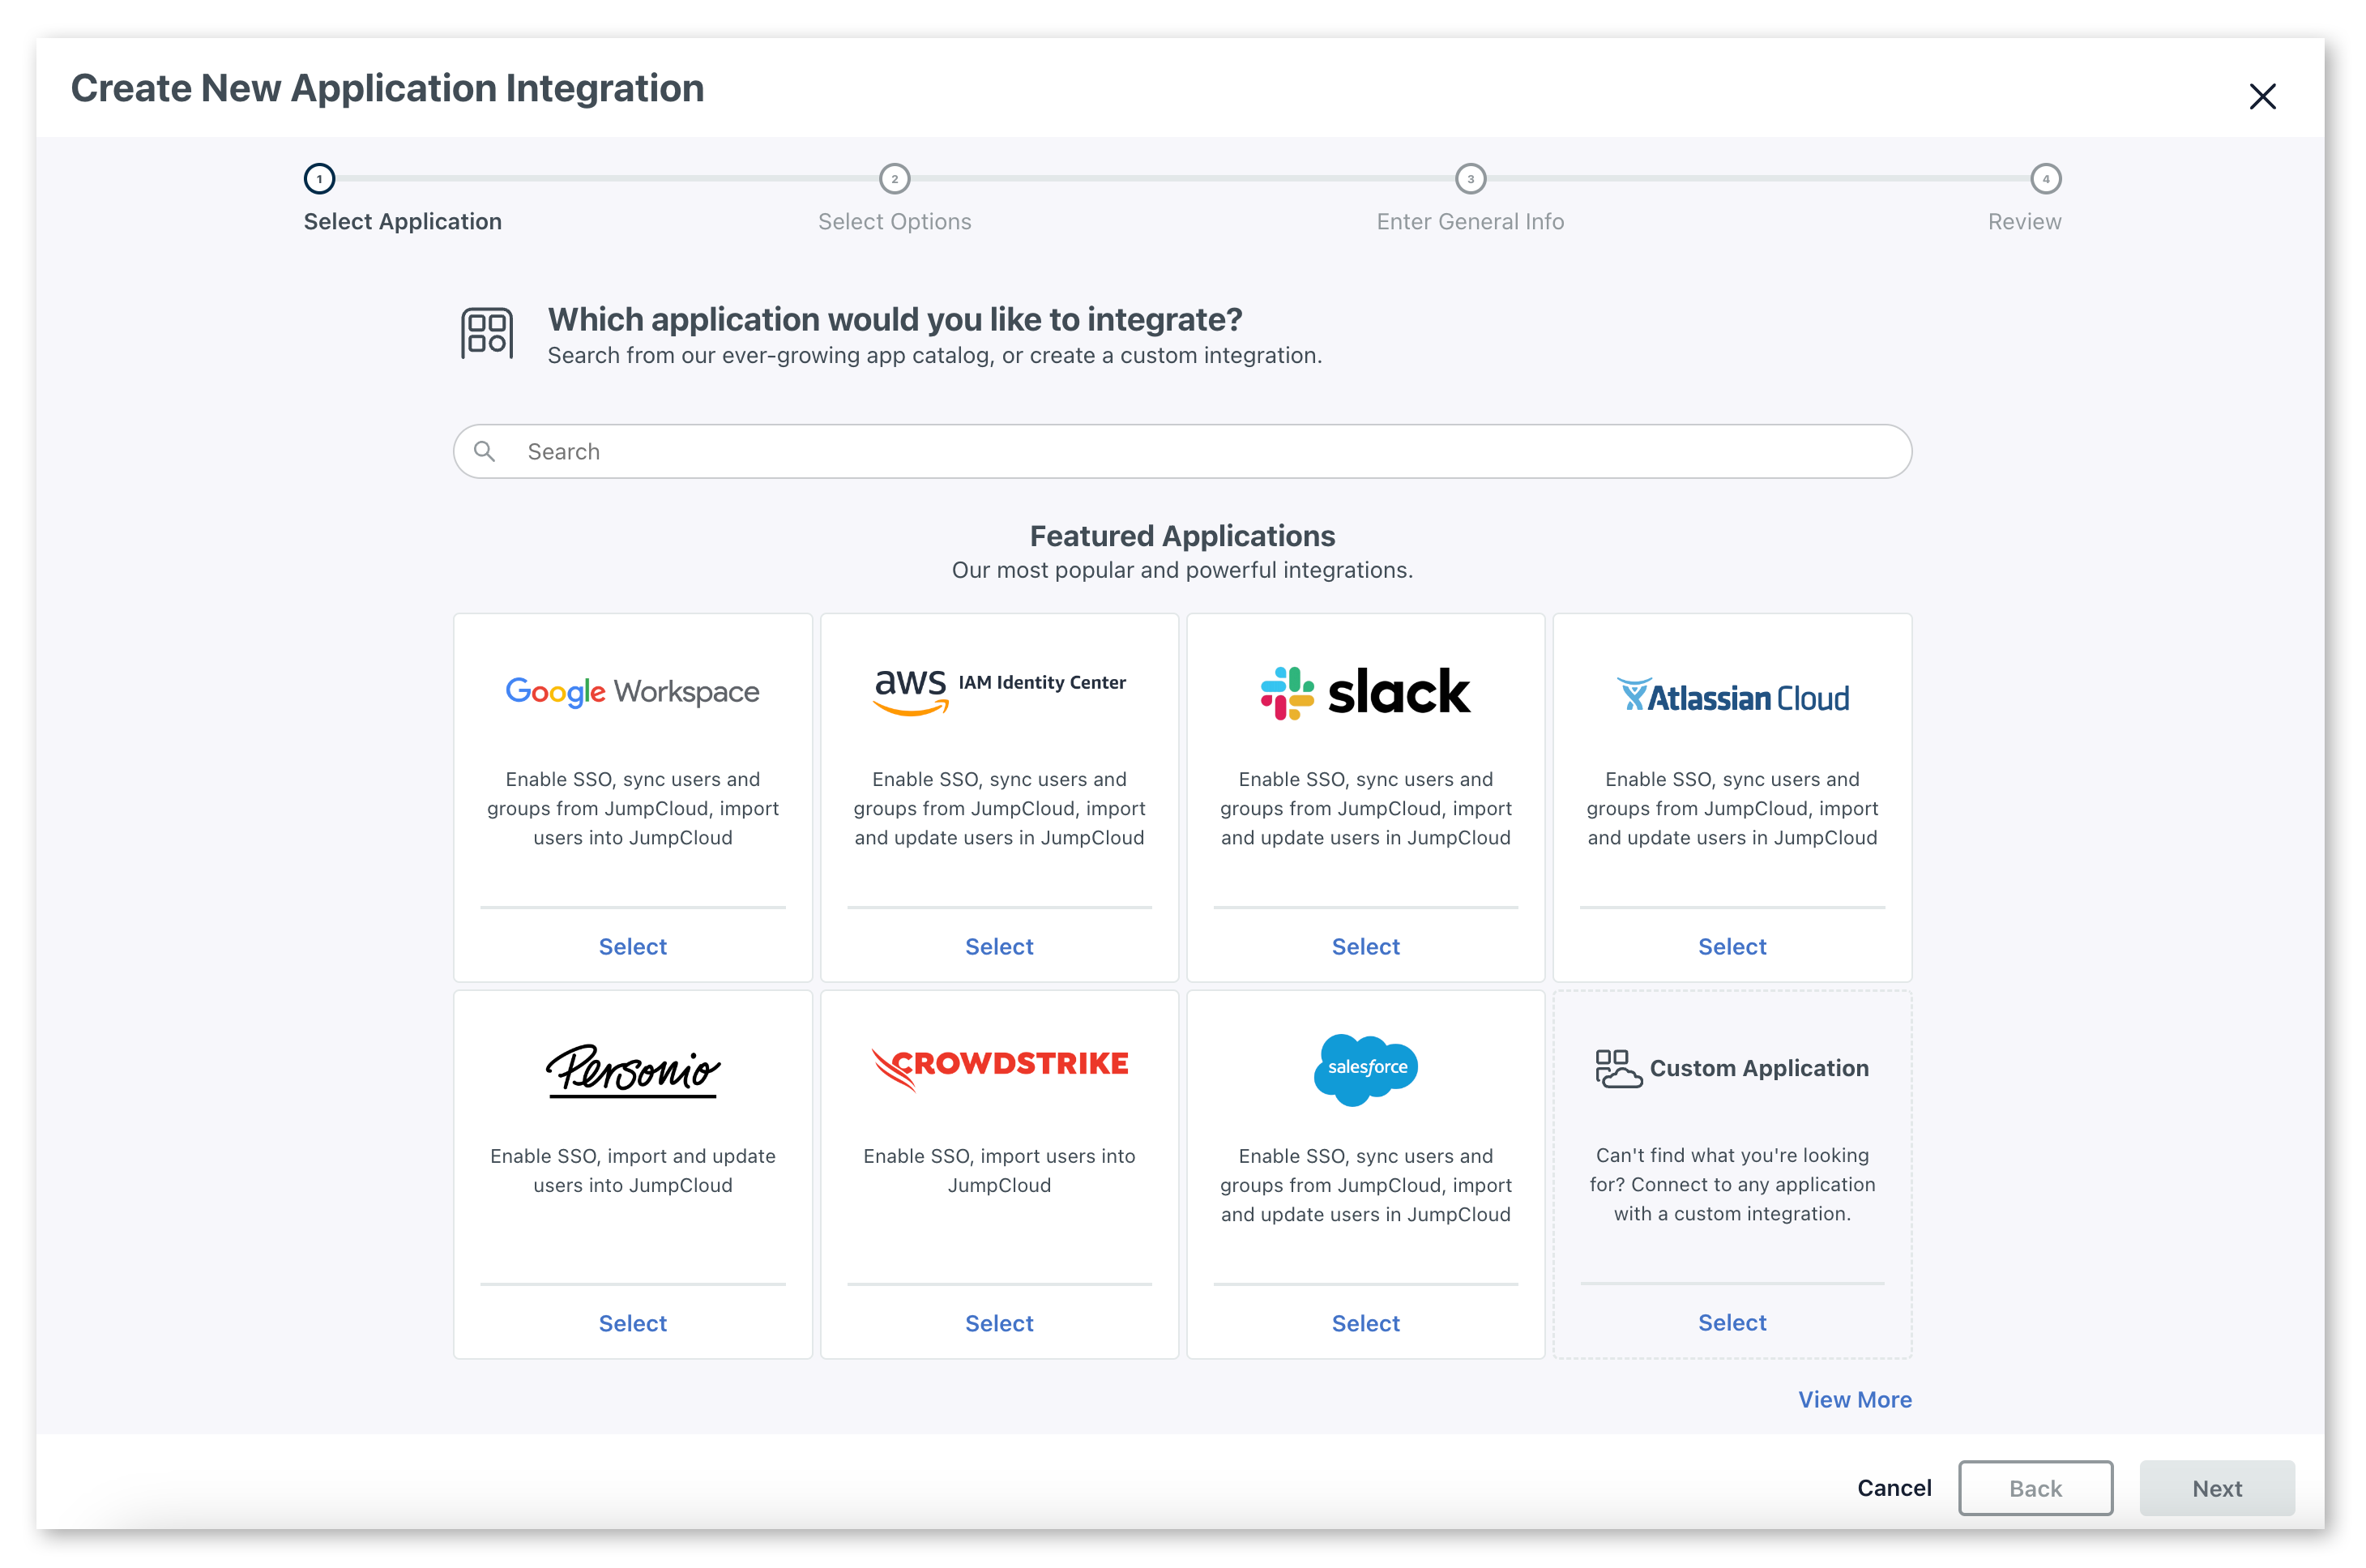 Create New Application Integration
1
2
3
4
Select Application
Select Options
Enter General Info
Review
Which application would you like to integrate?
Search from our ever-growing app catalog, or create a custom integration.
Search
Featured Applications
Our most popular and powerful integrations.
Google Workspace
Enable SSO, sync users and
groups from JumpCloud, import
users into JumpCloud
Select
aws IAM Identity Center
Enable SSO, sync users and
groups from JumpCloud, import
and update users in JumpCloud
Select
slack
Enable SSO, sync users and
groups from JumpCloud, import
and update users in JumpCloud
Select
Atlassian Cloud
Enable SSO, sync users and
groups from JumpCloud, import
and update users in JumpCloud
Select
Personio
Enable SSO, import and update
users into JumpCloud
Select
CROWDSTRIKE
Enable SSO, import users into
JumpCloud
Select
salesforce
Enable SSO, sync users and
groups from JumpCloud, import
and update users in JumpCloud
Select
Custom Application
Can't find what you're looking
for? Connect to any application
with a custom integration.
Select
View More
Cancel
Back
Next